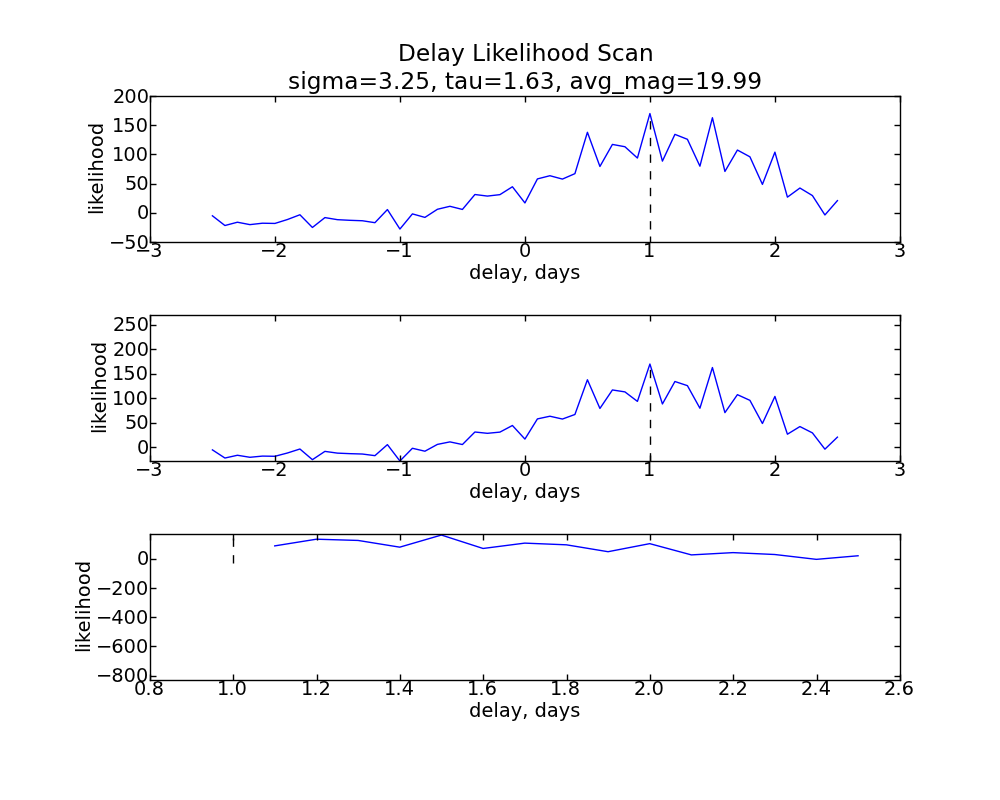 Delay Likelihood Scan
sigma=3.25, tau=1.63, avg_mag=19.99
200
150
100
50
0
−50
likelihood
−3 −2 −1 0 1 2 3
delay, days
250
200
150
100
50
0
likelihood
−3 −2 −1 0 1 2 3
delay, days
0
−200
−400
−600
−800
likelihood
0.8 1.0 1.2 1.4 1.6 1.8 2.0 2.2 2.4 2.6
delay, days